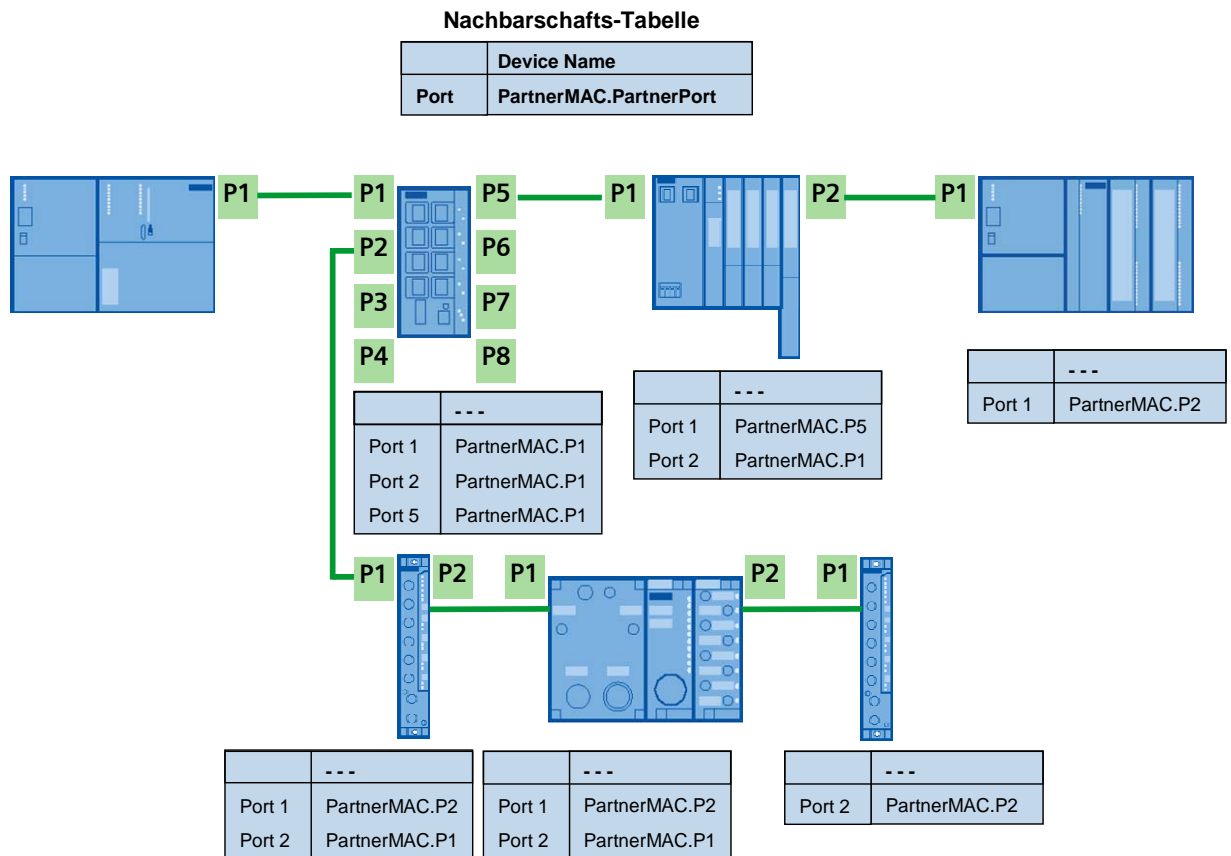 Nachbarschafts-Tabelle
Device Name
Port PartnerMAC.PartnerPort
P1 P1 P5 P1 P2 P1
P2 P6
P3 P7
P4 P8
- - -
Port 1 PartnerMAC.P1
Port 2 PartnerMAC.P1
Port 5 PartnerMAC.P1
- - -
Port 1 PartnerMAC.P5
Port 2 PartnerMAC.P1
- - -
Port 1 PartnerMAC.P2
P1 P2 P1 P2 P1
- - -
Port 1 PartnerMAC.P2
Port 2 PartnerMAC.P1
- - -
Port 1 PartnerMAC.P2
Port 2 PartnerMAC.P1
- - -
Port 2 PartnerMAC.P2